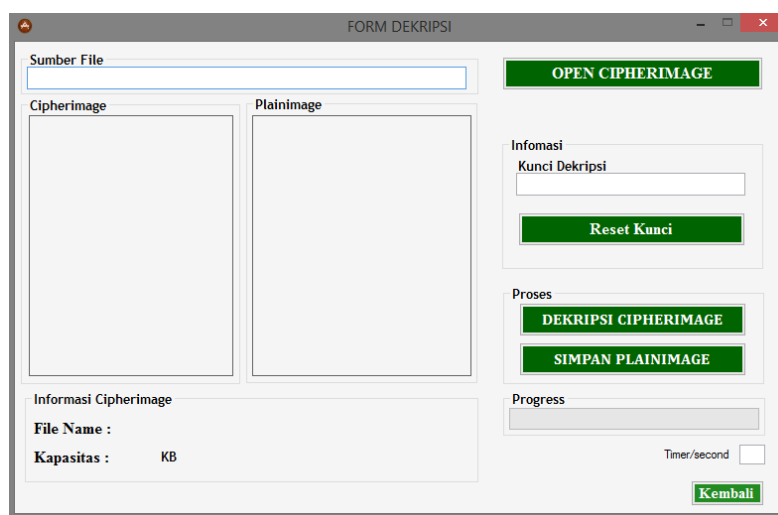 FORM DEKRIPSI
Sumber File
OPEN CIPHERIMAGE
Cipherimage
Plainimage
Infomasi
Kunci Dekripsi
Reset Kunci
Proses
DEKRIPSI CIPHERIMAGE
SIMPAN PLAINIMAGE
Informasi Cipherimage
File Name :
Kapasitas : KB
Progress
Timer/second
Kembali